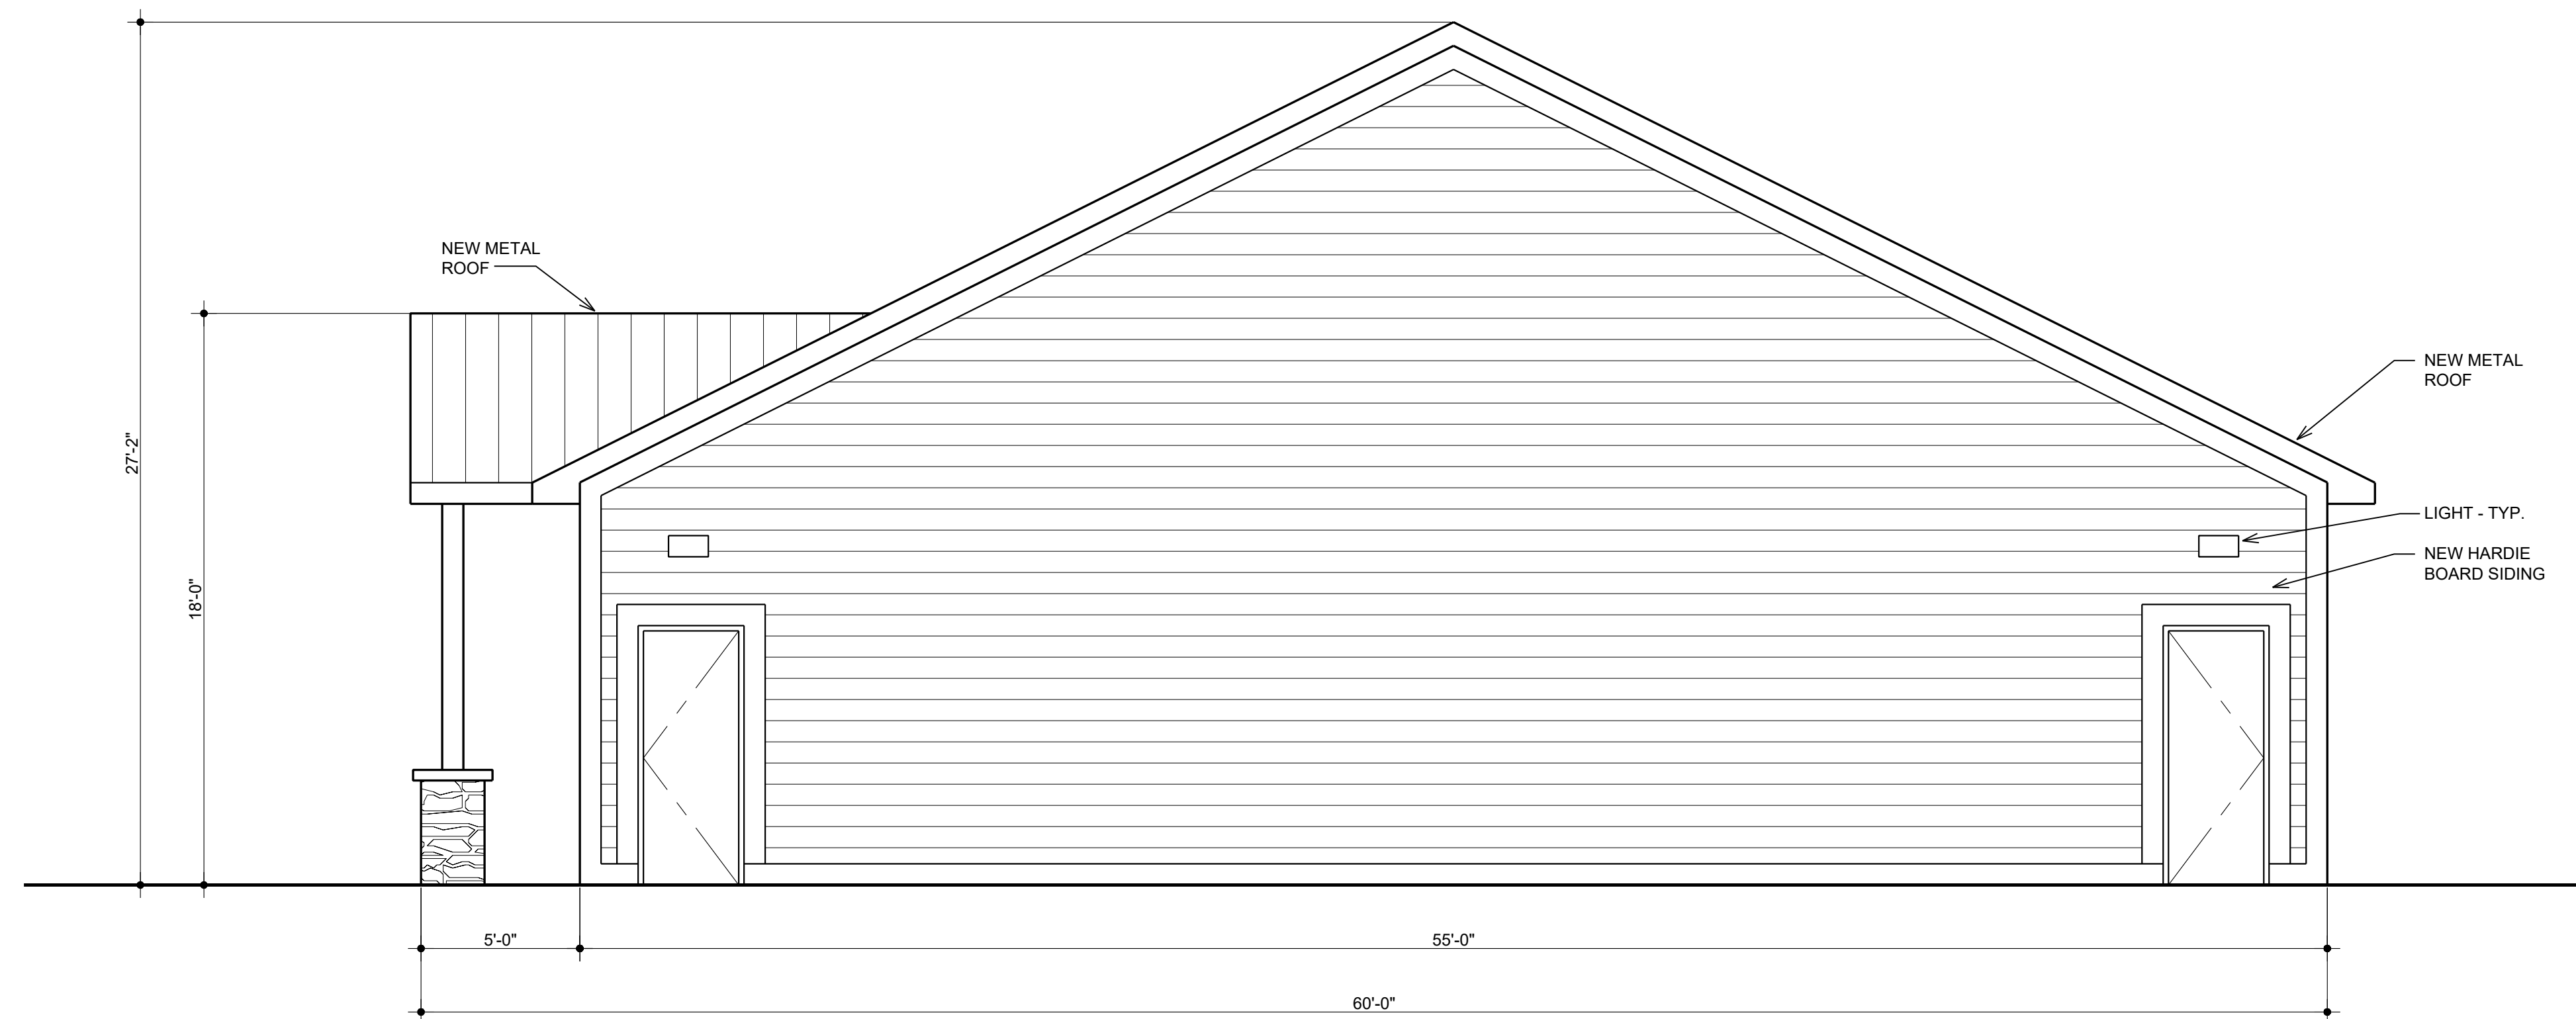 NEW METAL
ROOF
NEW METAL
ROOF
27'-2"
LIGHT - TYP.
NEW HARDIE
BOARD SIDING
18'-0"
5'-0"
55'-0"
60'-0"